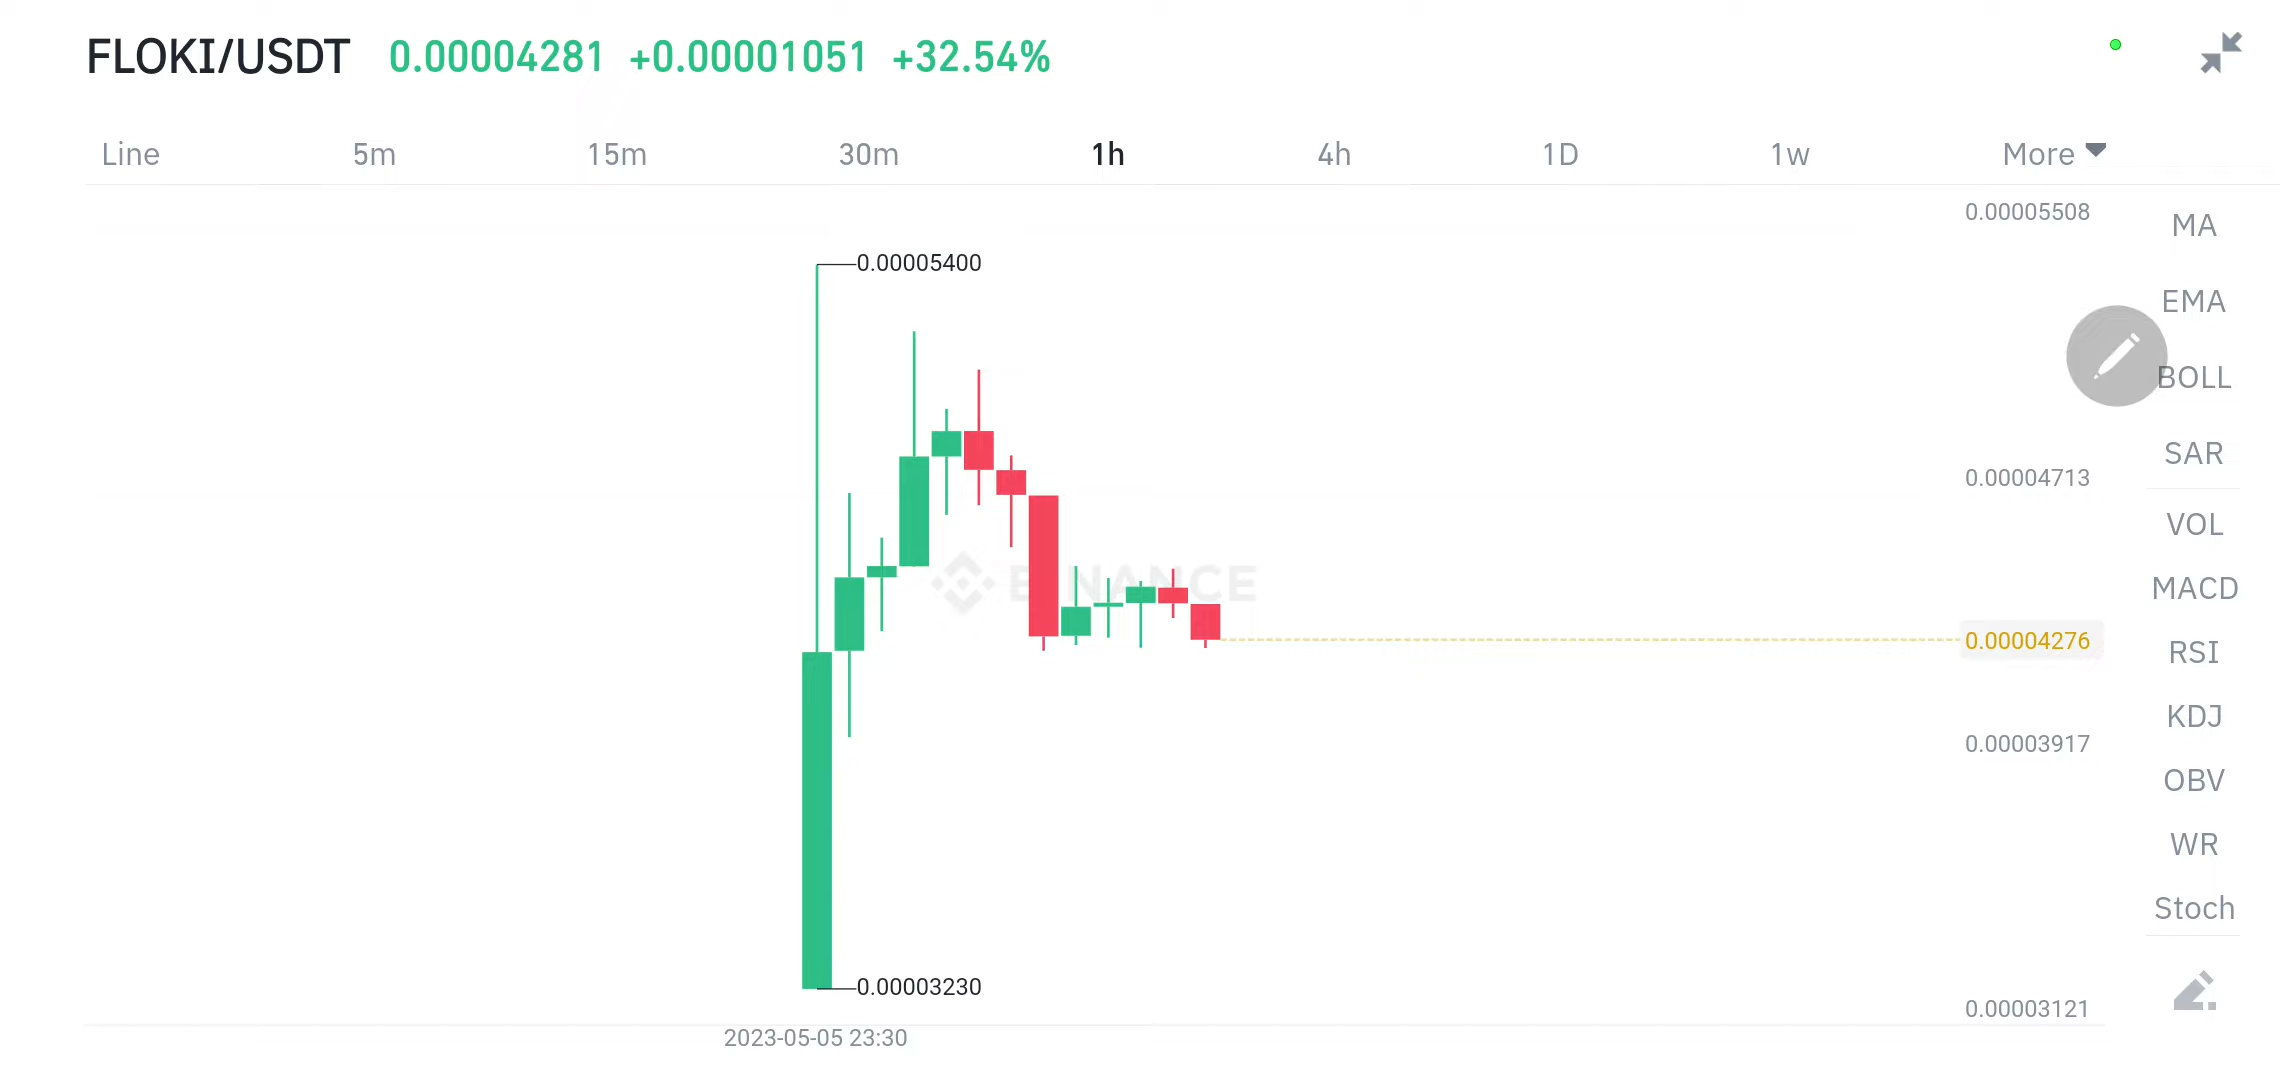 FLOKI/USDT 0.00004281 +0.00001051 +32.54%
Line 5m 15m 30m 1h 4h 1D 1w More
0.00005508
MA
0.00005400
EMA
BOLL
SAR
0.00004713
VOL
BINANCE
MACD
0.00004276
RSI
KDJ
0.00003917
OBV
WR
Stoch
0.00003230
0.00003121
2023-05-05 23:30